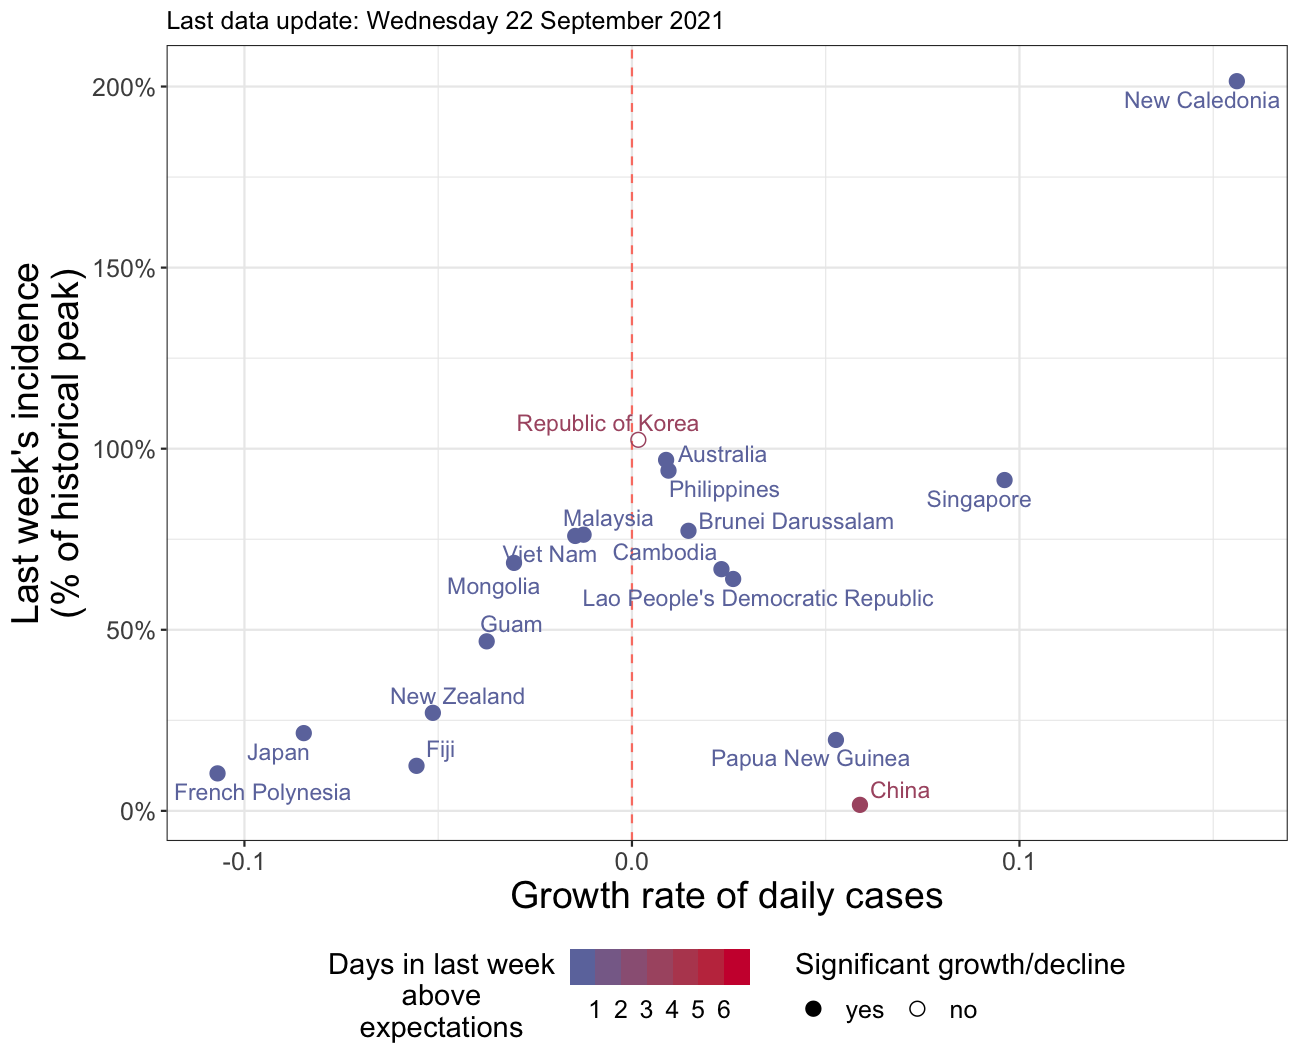 Last data update: Wednesday 22 September 2021
Last week's incidence
(% of historical peak)
200%
150%
100%
50%
0%
New Caledonia
Republic of Korea
Australia
Philippines
Singapore
Malaysia
Brunei Darussalam
Viet Nam
Cambodia
Mongolia
Lao People's Democratic Republic
Guam
New Zealand
Japan
Fiji
Papua New Guinea
French Polynesia
China
-0.1
0.0
0.1
Growth rate of daily cases
Days in last week
above
expectations
1 2 3 4 5 6
Significant growth/decline
yes
no